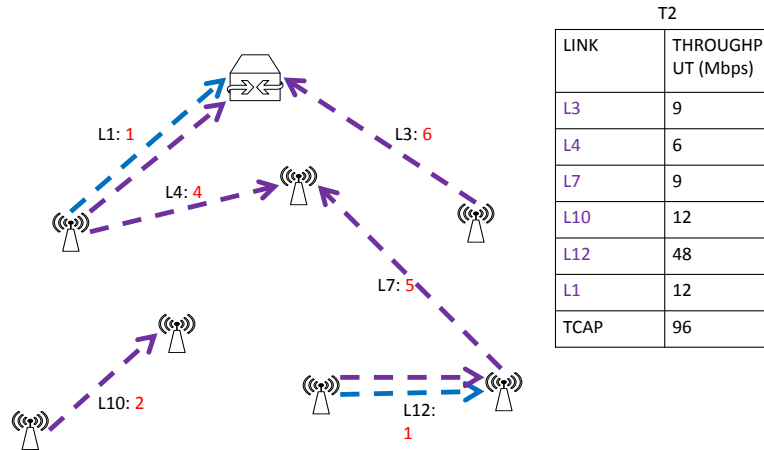 T2
LINK THROUGHP
UT (Mbps)
L3 9
L4 6
L7 9
L10 12
L12 48
L1 12
TCAP 96
L1: 1
L3: 6
L4: 4
L7: 5
L10: 2
L12:
1